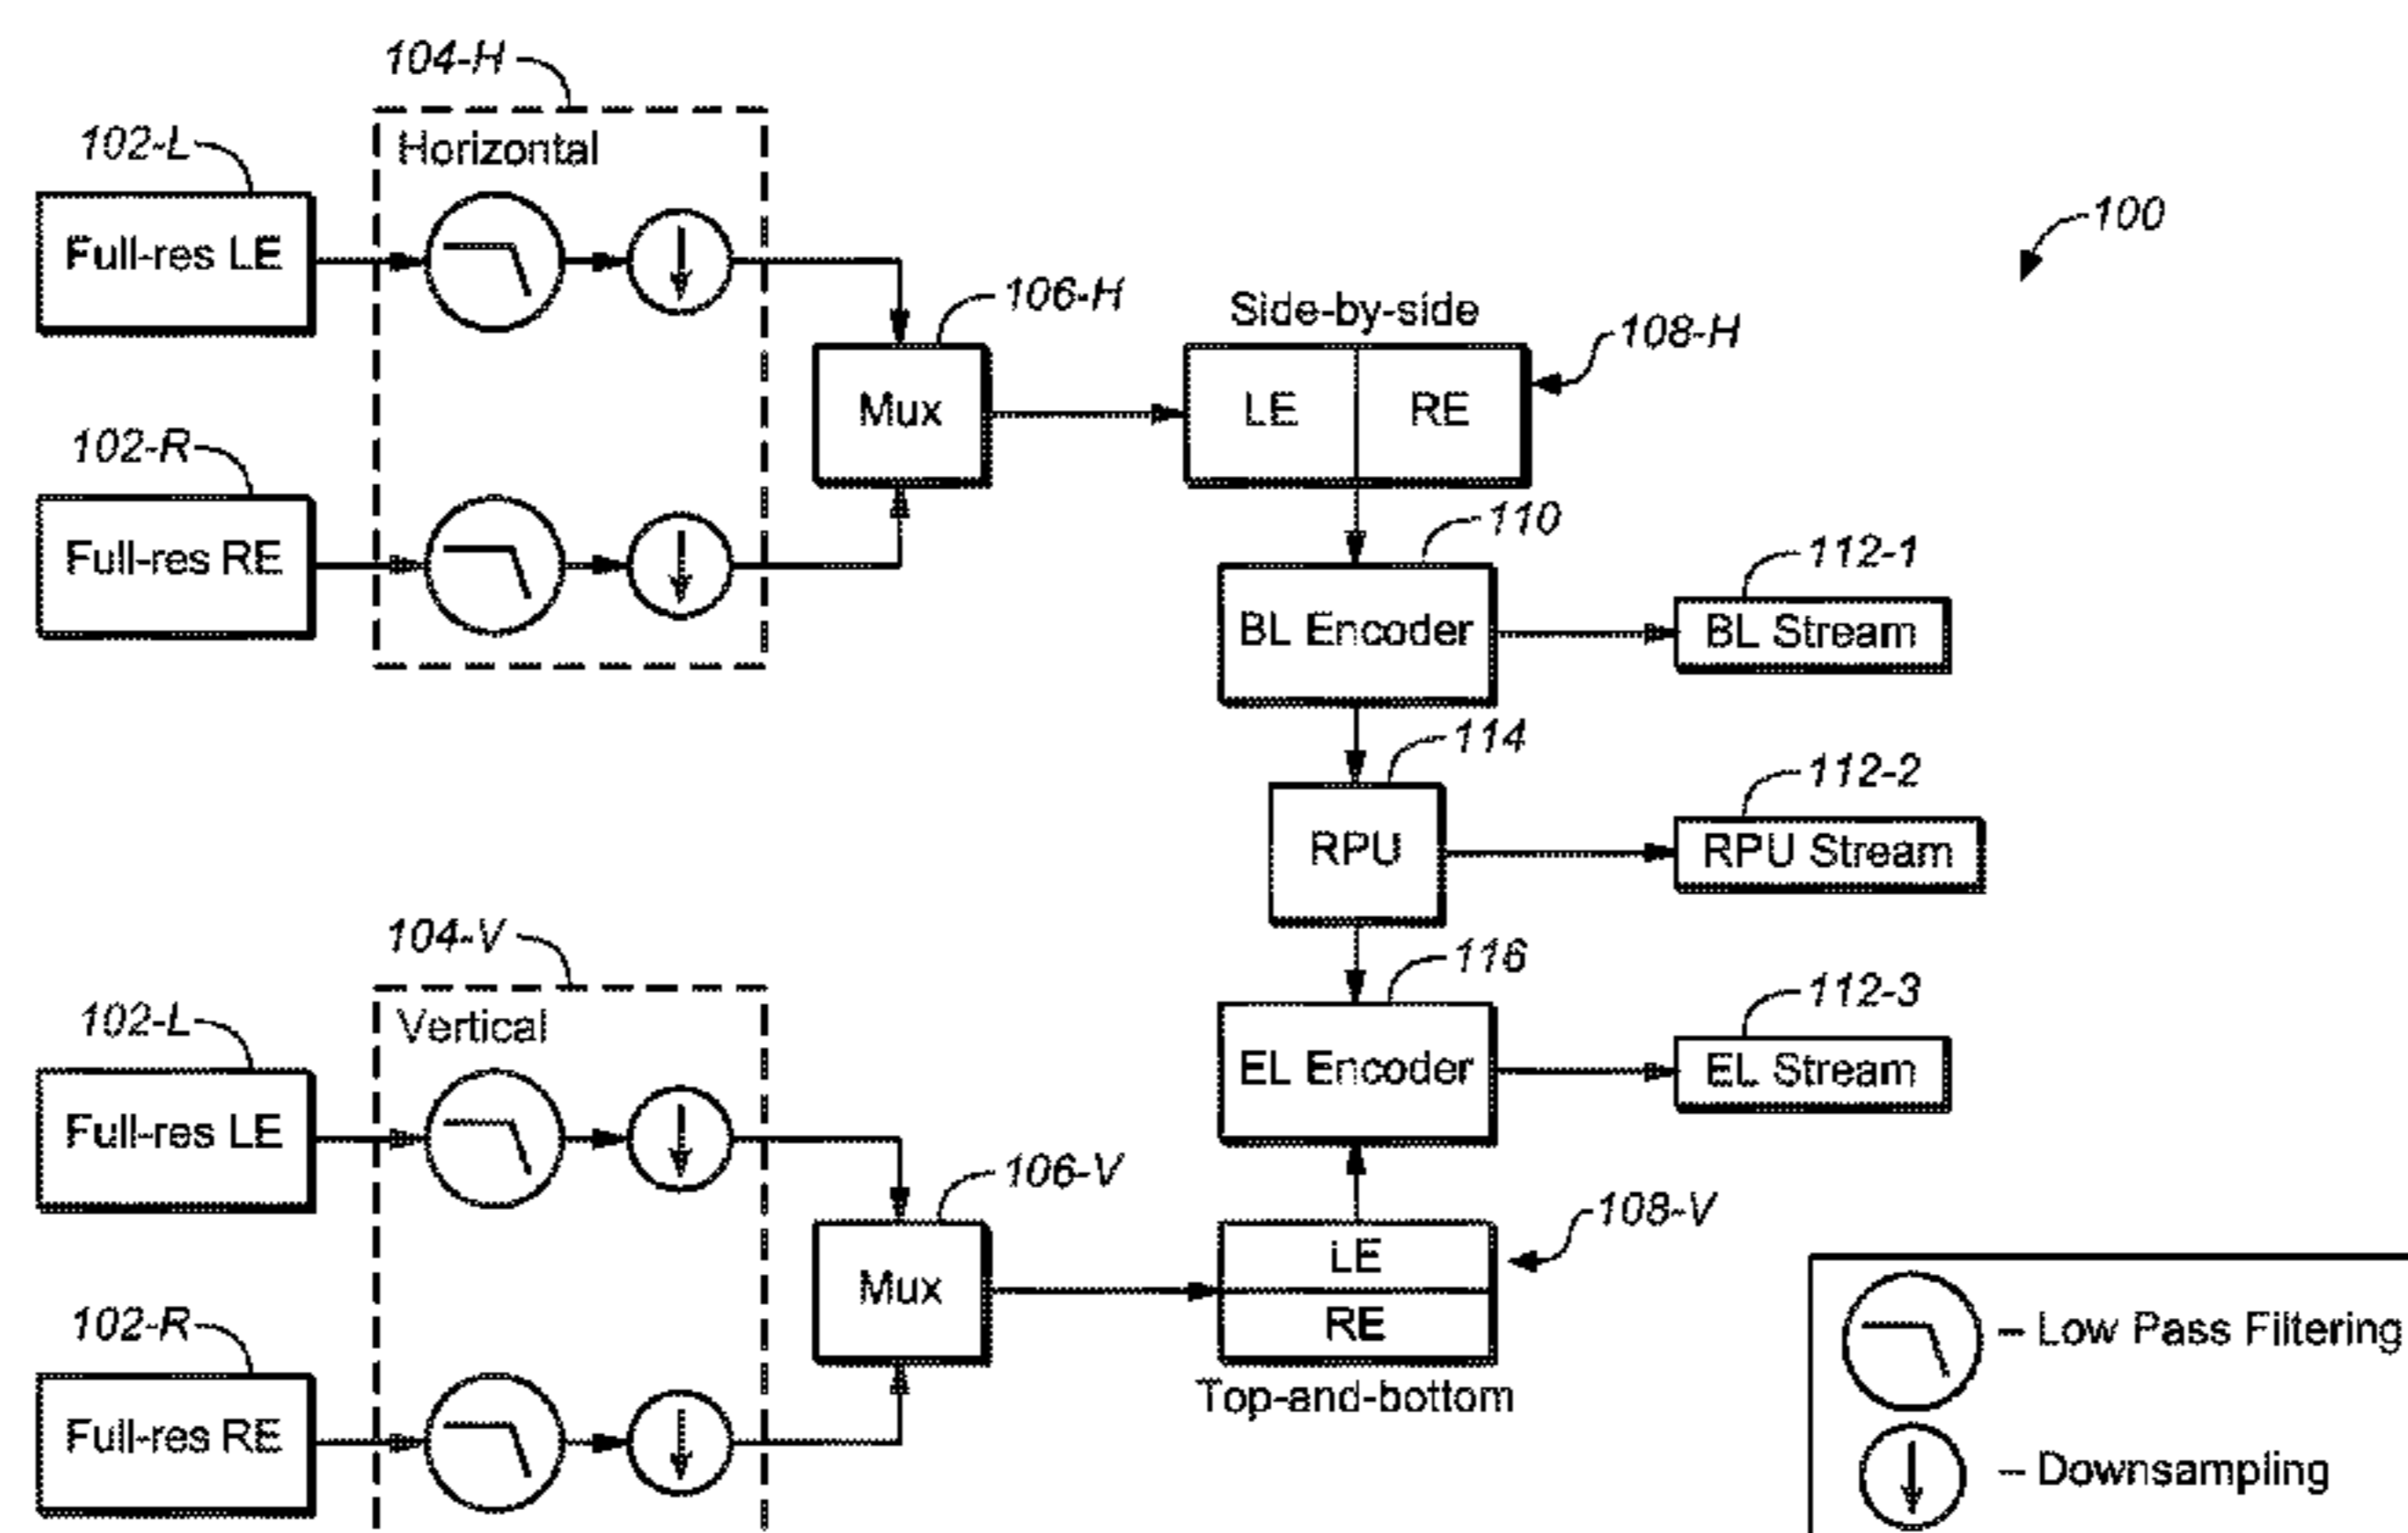 104-H
102-L
Horizontal
Full-res LE
100
106-H
Side-by-side
108-H
Mux
LE
RE
102-R
Full-res RE
110
BL Encoder
112-1
BL Stream
114
RPU
112-2
RPU Stream
104-V
116
102-L
Vertical
EL Encoder
112-3
EL Stream
Full-res LE
106-V
108-V
Mux
LE
RE
Top-and-bottom
102-R
Full-res RE
– Low Pass Filtering
– Downsampling